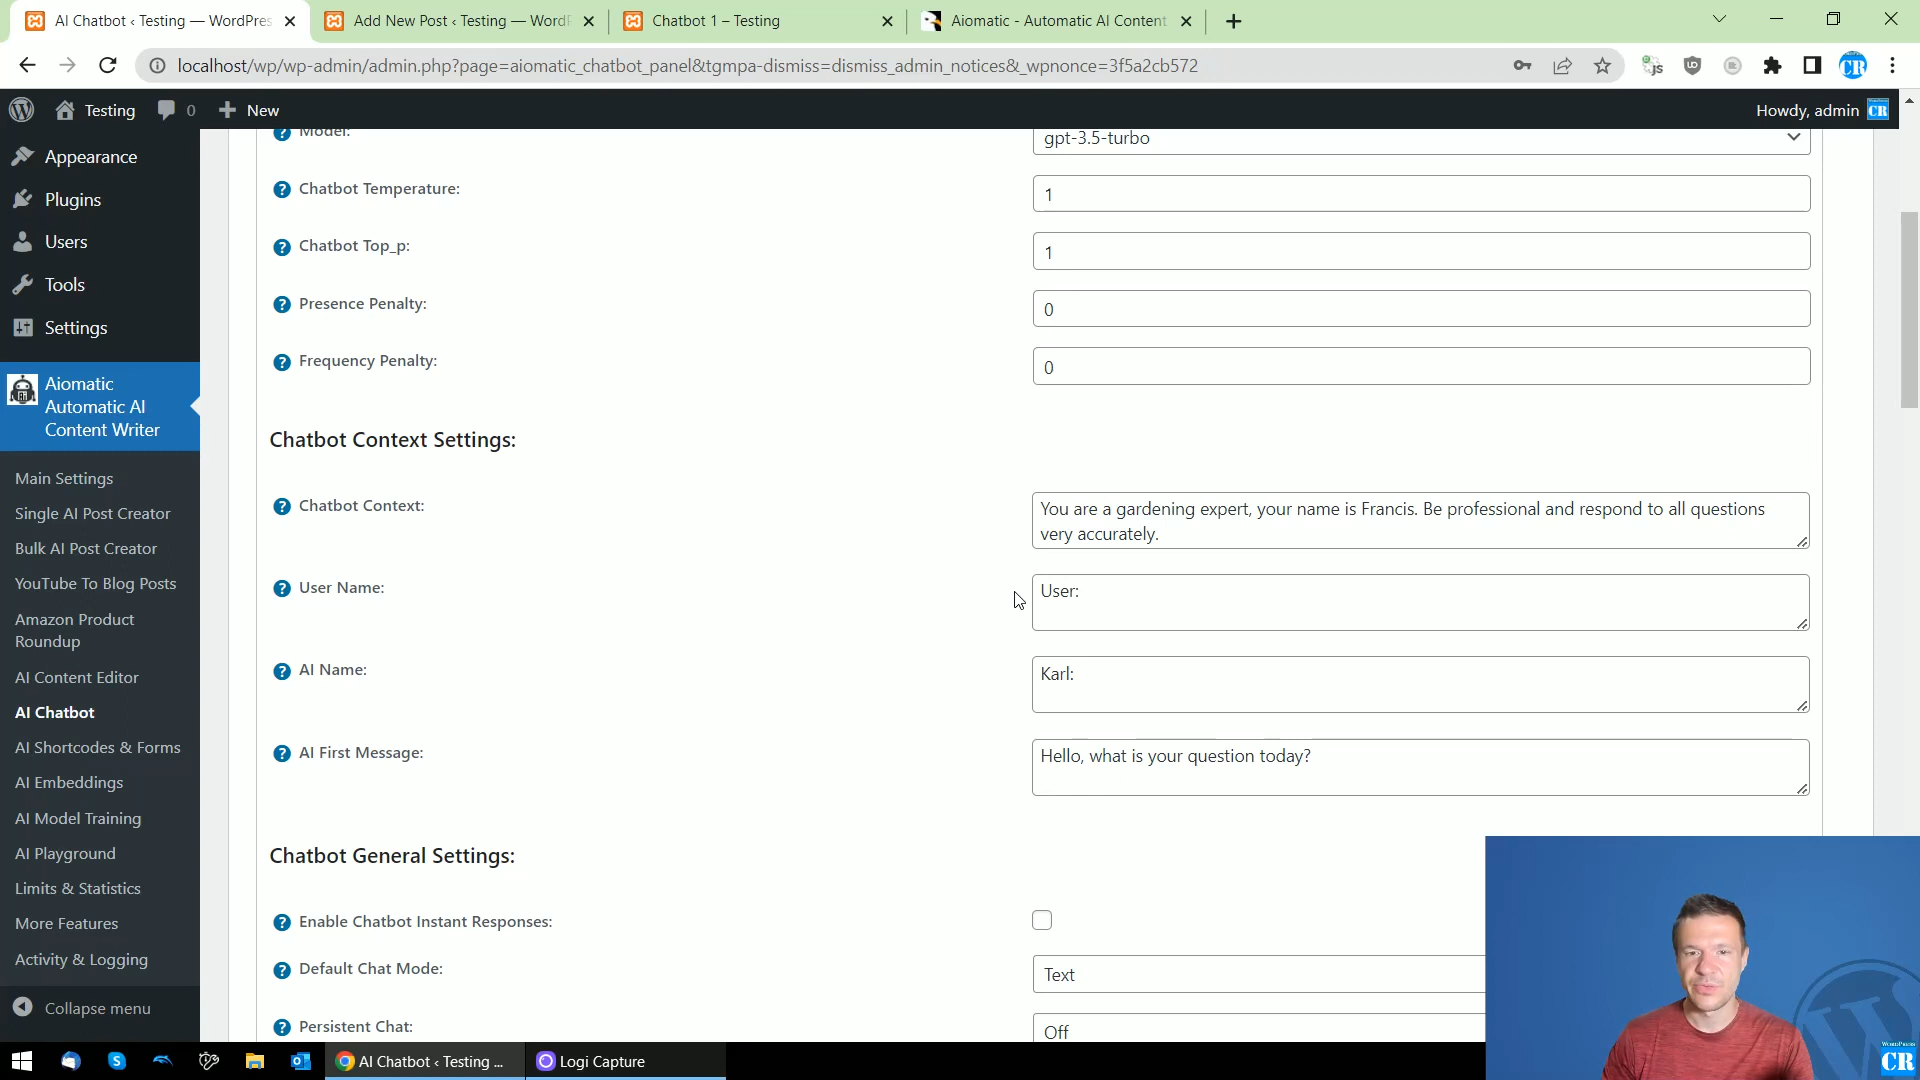 AI Chatbot ‹ Testing — WordPres
Add New Post ‹ Testing — WordP
Chatbot 1 – Testing
Aiomatic - Automatic AI Content
localhost/wp/wp-admin/admin.php?page=aiomatic_chatbot_panel&tgmpa-dismiss=dismiss_admin_notices&_wpnonce=3f5a2cb572
Testing
0
New
Howdy, admin
Appearance
Plugins
Users
Tools
Settings
Aiomatic
Automatic AI
Content Writer
Main Settings
Single AI Post Creator
Bulk AI Post Creator
YouTube To Blog Posts
Amazon Product
Roundup
AI Content Editor
AI Chatbot
AI Shortcodes & Forms
AI Embeddings
AI Model Training
AI Playground
Limits & Statistics
More Features
Activity & Logging
Collapse menu
Model:
gpt-3.5-turbo
Chatbot Temperature:
1
Chatbot Top_p:
1
Presence Penalty:
0
Frequency Penalty:
0
Chatbot Context Settings:
Chatbot Context:
You are a gardening expert, your name is Francis. Be professional and respond to all questions
very accurately.
User Name:
User:
AI Name:
Karl:
AI First Message:
Hello, what is your question today?
Chatbot General Settings:
Enable Chatbot Instant Responses:
Default Chat Mode:
Text
Persistent Chat:
Off
AI Chatbot ‹ Testing ...
Logi Capture
WORDPRESS
CR